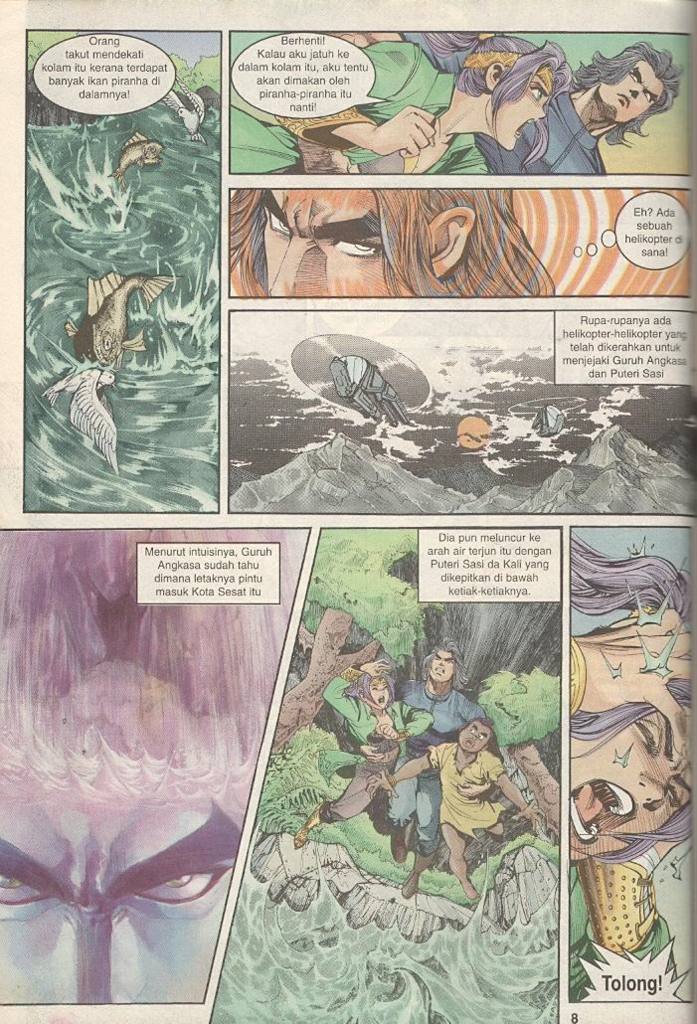 Orang
takut mendekati
kolam itu kerana terdapat
banyak ikan piranha di
dalamnya!
Berhenti!
Kalau aku jatuh ke
dalam kolam itu, aku tentu
akan dimakan oleh
piranha-piranha itu
nanti!
Eh? Ada
sebuah
helikopter di
sana!
Rupa-rupanya ada
helikopter-helikopter yang
telah dikerahkan untuk
menjejaki Guruh Angkasa
dan Puteri Sasi
Menurut intuisinya, Guruh
Angkasa sudah tahu
dimana letaknya pintu
masuk Kota Sesat itu
Dia pun meluncur ke
arah air terjun itu dengan
Puteri Sasi da Kali yang
dikepitkan di bawah
ketiak-ketiaknya.
Tolong!
8